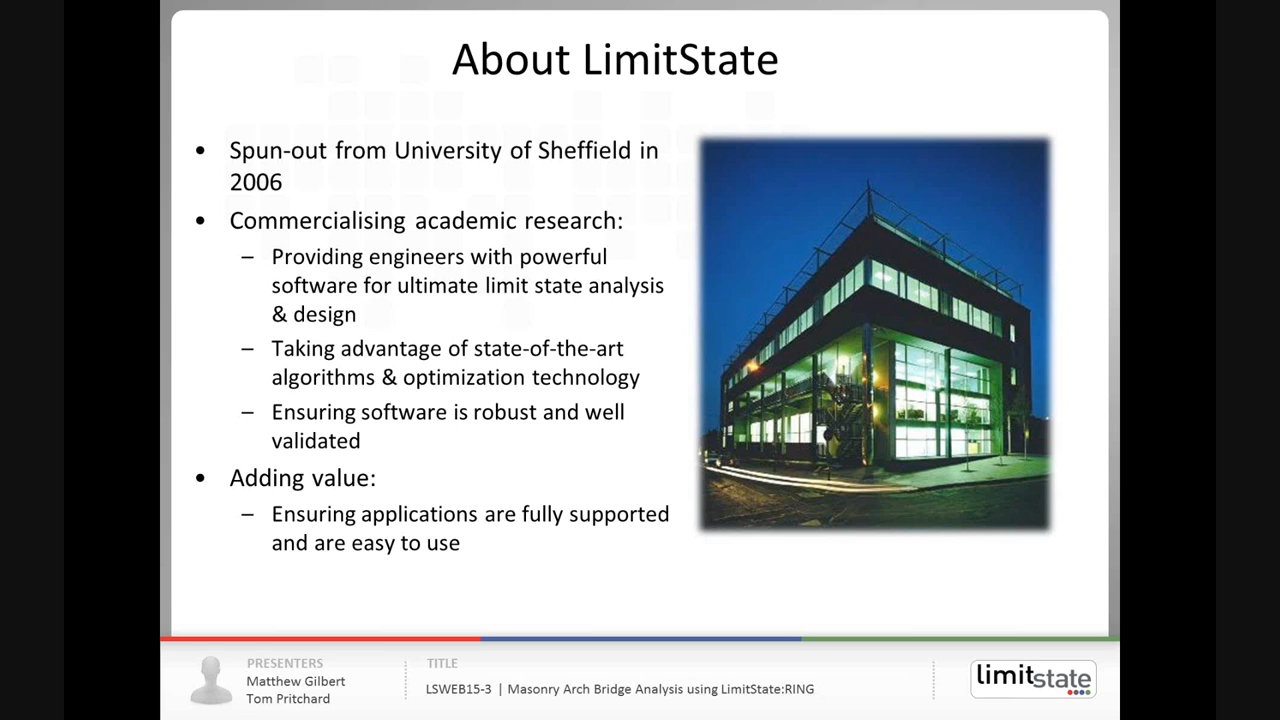 About LimitState
• Spun-out from University of Sheffield in
2006
• Commercialising academic research:
– Providing engineers with powerful
software for ultimate limit state analysis
& design
– Taking advantage of state-of-the-art
algorithms & optimization technology
– Ensuring software is robust and well
validated
• Adding value:
– Ensuring applications are fully supported
and are easy to use
PRESENTERS
Matthew Gilbert
Tom Pritchard
TITLE
LSWEB15-3 | Masonry Arch Bridge Analysis using LimitState:RING
limitstate